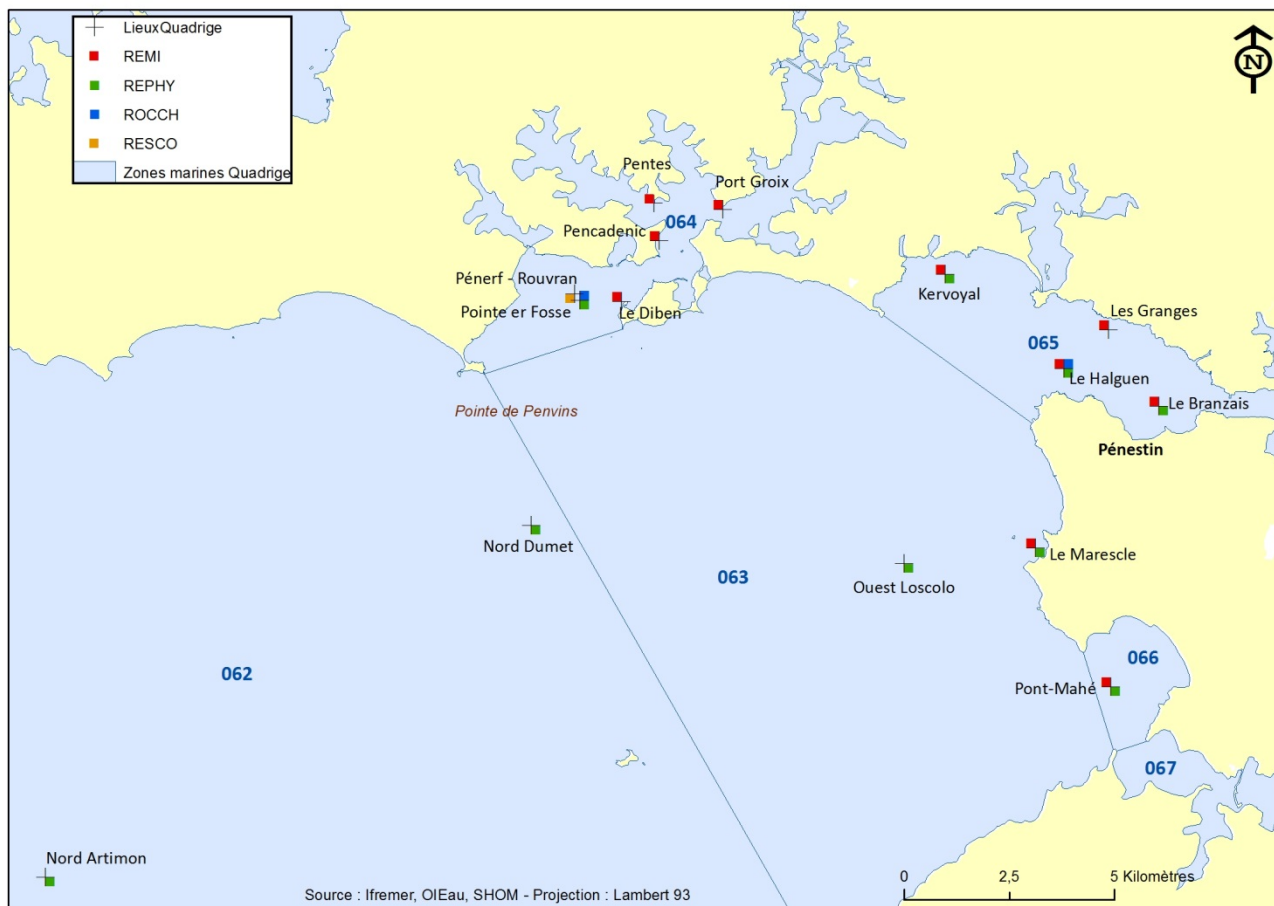 LieuxQuadrige
REMI
REPHY
ROCCH
RESCO
Zones marines Quadrige
N
Pentes
Port Groix
064
Pencadenic
Pénerf - Rouvran
Pointe er Fosse
Le Diben
Kervoyal
Les Granges
065
Le Halguen
Le Branzais
Pointe de Penvins
Pénestin
Nord Dumet
Le Marescle
063
Ouest Loscolo
062
066
Pont-Mahé
067
Nord Artimon
0 2,5 5 Kilomètres
Source : Ifremer, OIEau, SHOM - Projection : Lambert 93